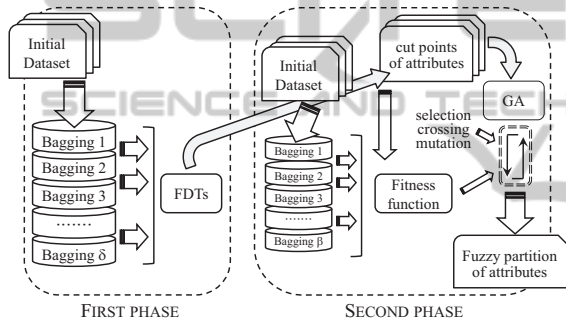 SCIENCE AND TECH
Initial
Dataset
Bagging 1
Bagging 2
Bagging 3
.......
Bagging δ
FDTs
FIRST PHASE
Initial
Dataset
Bagging 1
Bagging 2
Bagging 3
.......
Bagging β
cut points
of attributes
GA
selection
crossing
mutation
Fitness
function
Fuzzy partition
of attributes
SECOND PHASE